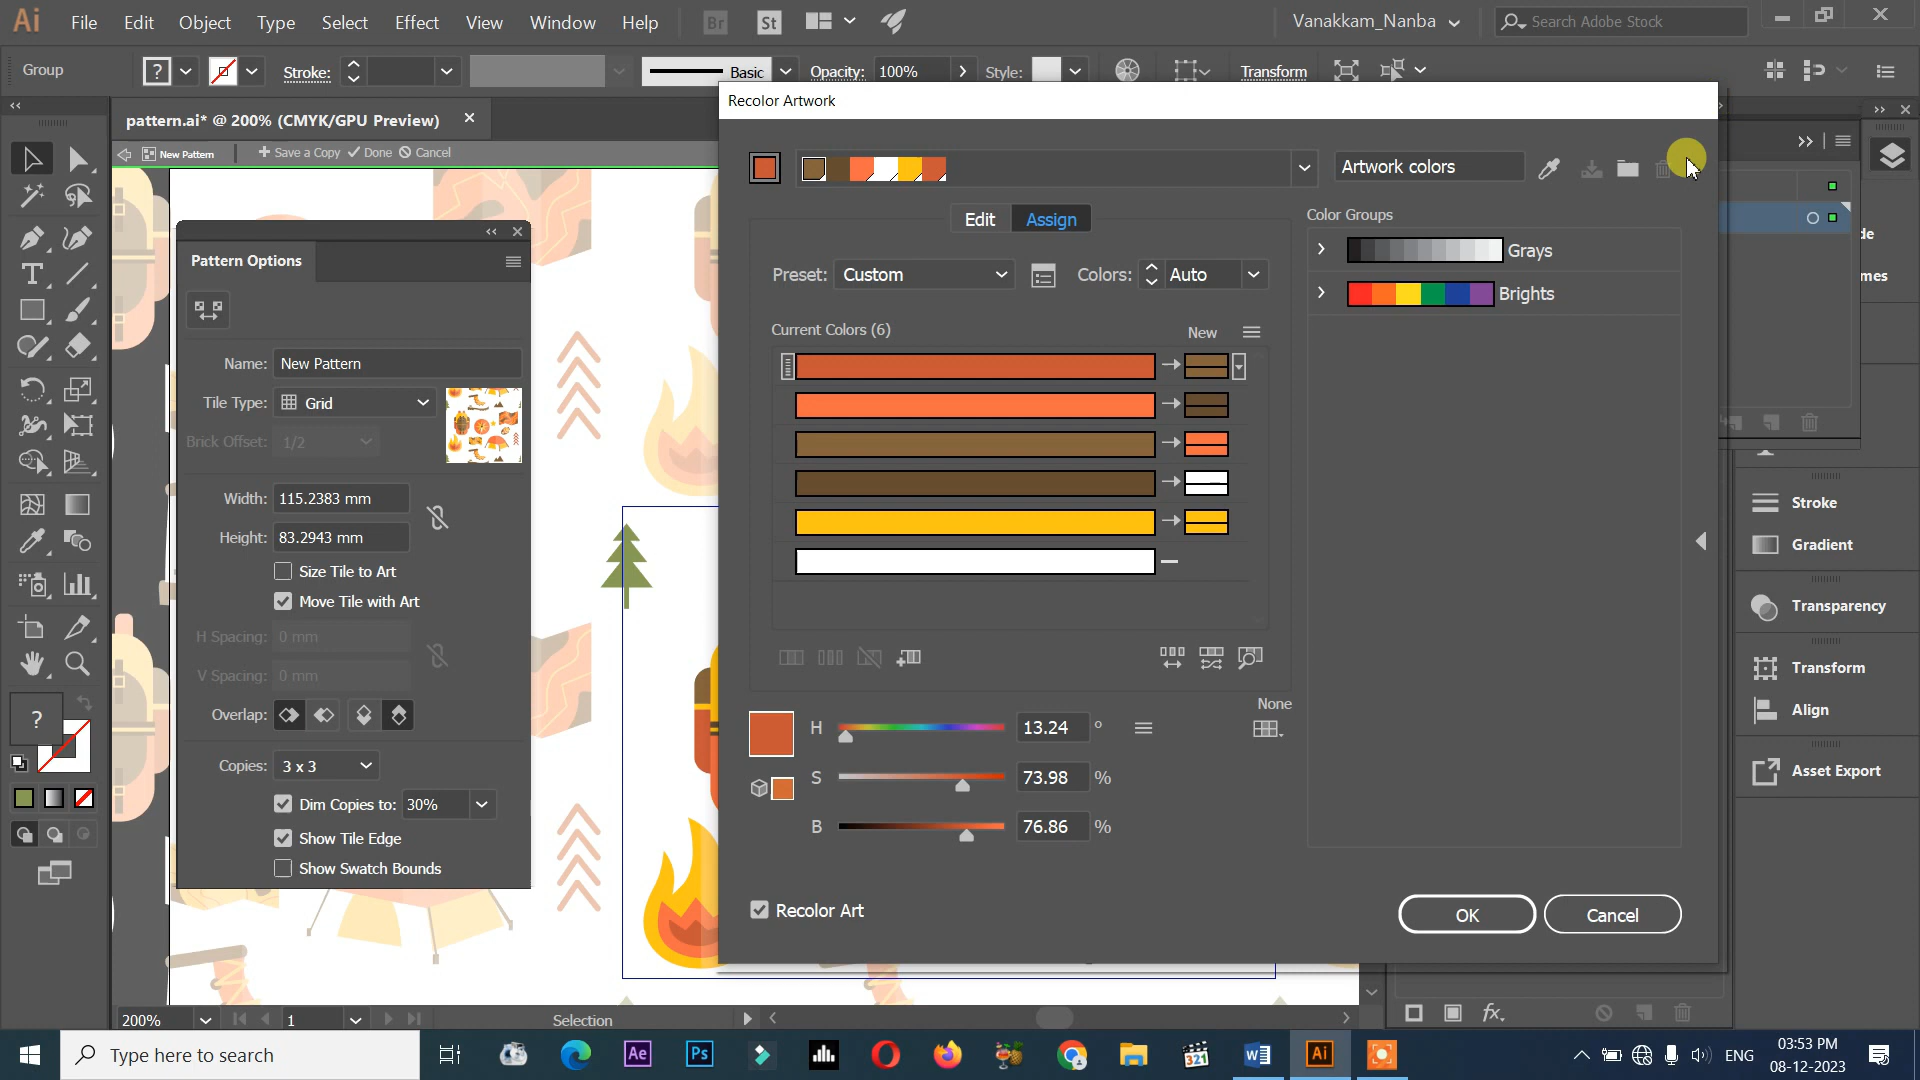 Ai File Edit Object Type Select Effect View Window Help Br St Vanakkam_Nanba Search Adobe Stock
Group ? Stroke: Basic Opacity: 100% Style: Transform
Recolor Artwork
pattern.ai* @ 200% (CMYK/GPU Preview)
New Pattern Save a Copy Done Cancel
Artwork colors
Edit Assign
Color Groups
Grays
Brights
Preset: Custom Colors: Auto
Current Colors (6) New
None
H 13.24 °
S 73.98 %
B 76.86 %
Recolor Art
OK Cancel
Pattern Options
Name: New Pattern
Tile Type: Grid
Brick Offset: 1/2
Width: 115.2383 mm
Height: 83.2943 mm
Size Tile to Art
Move Tile with Art
H Spacing: 0 mm
V Spacing: 0 mm
Overlap:
Copies: 3 x 3
Dim Copies to: 30%
Show Tile Edge
Show Swatch Bounds
?
de
mes
Stroke
Gradient
Transparency
Transform
Align
Asset Export
fx
200% 1 Selection
Type here to search
Ae Ps 321 W Ai
ENG
03:53 PM
08-12-2023